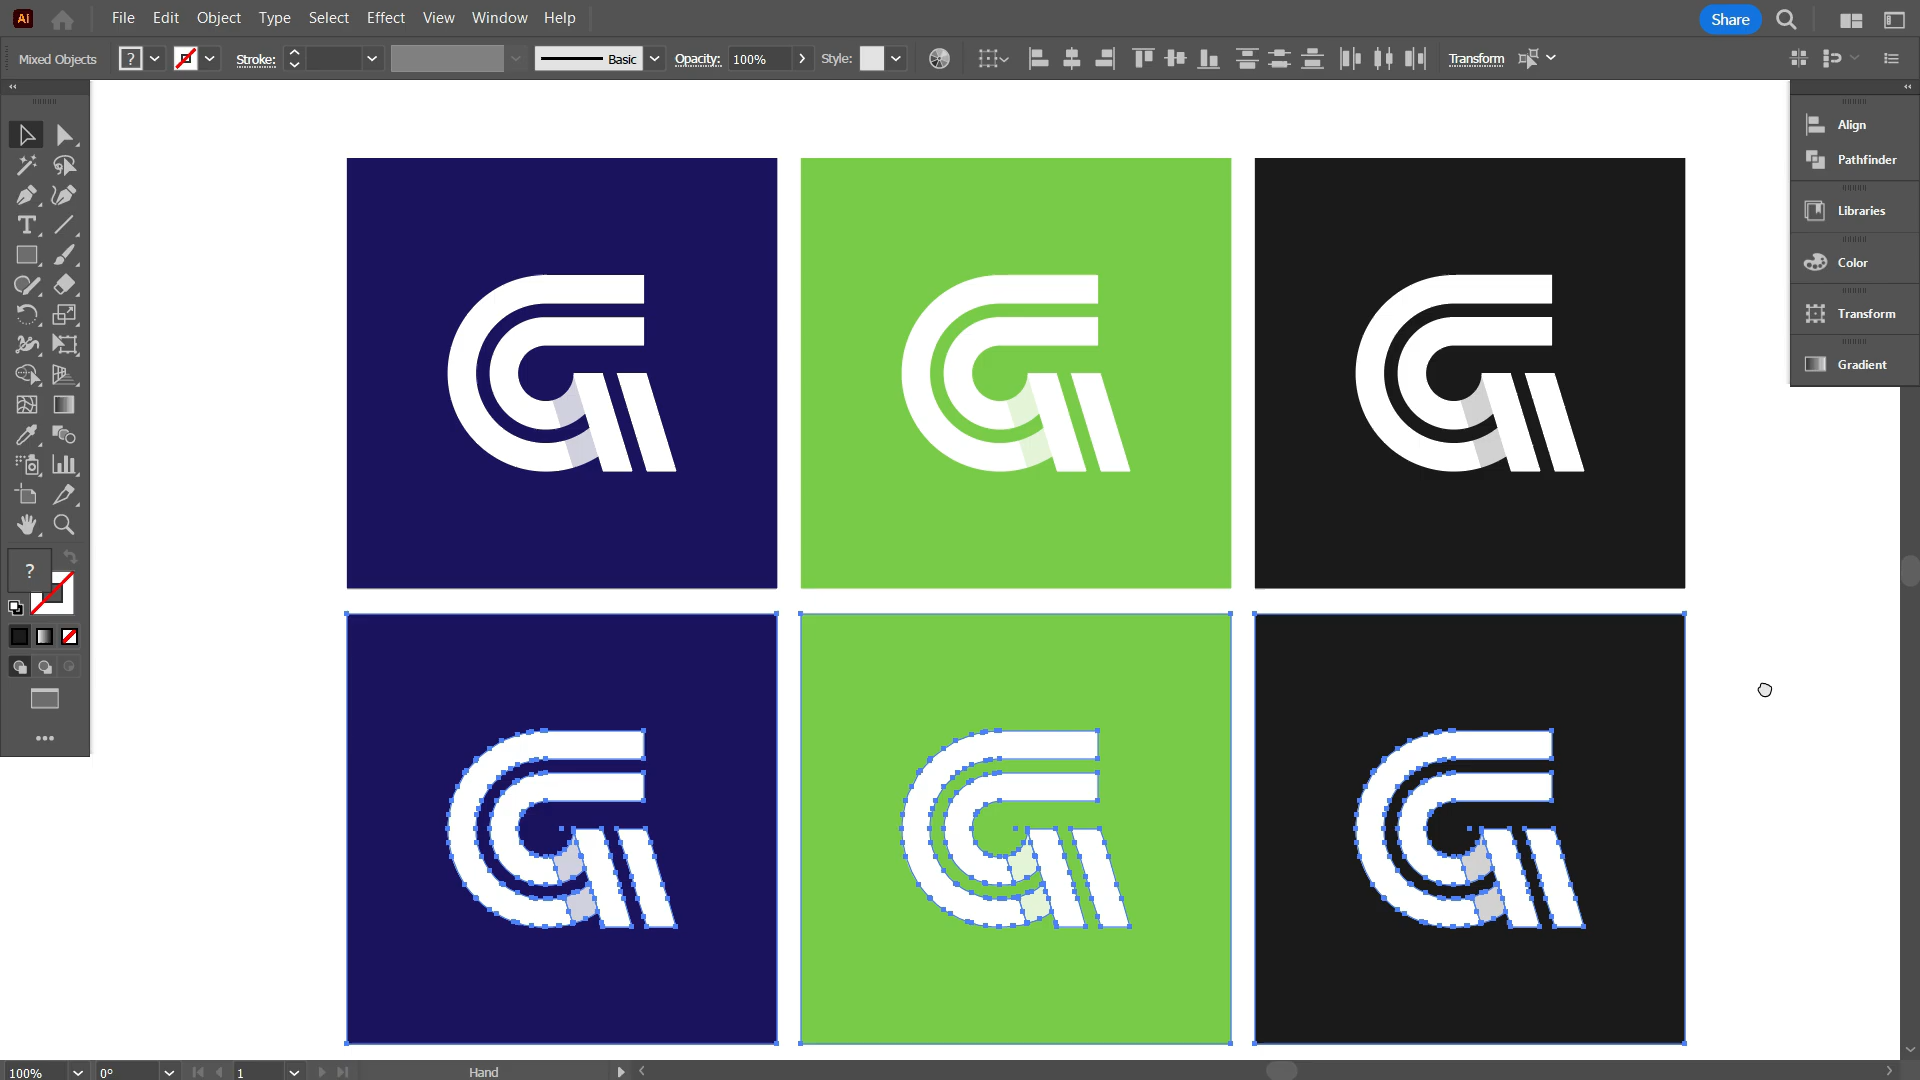 Ai File Edit Object Type Select Effect View Window Help Share
Mixed Objects ? Stroke: Basic Opacity: 100% Style: Transform
Align
Pathfinder
Libraries
Color
Transform
Gradient
?
100% 0° 1 Hand